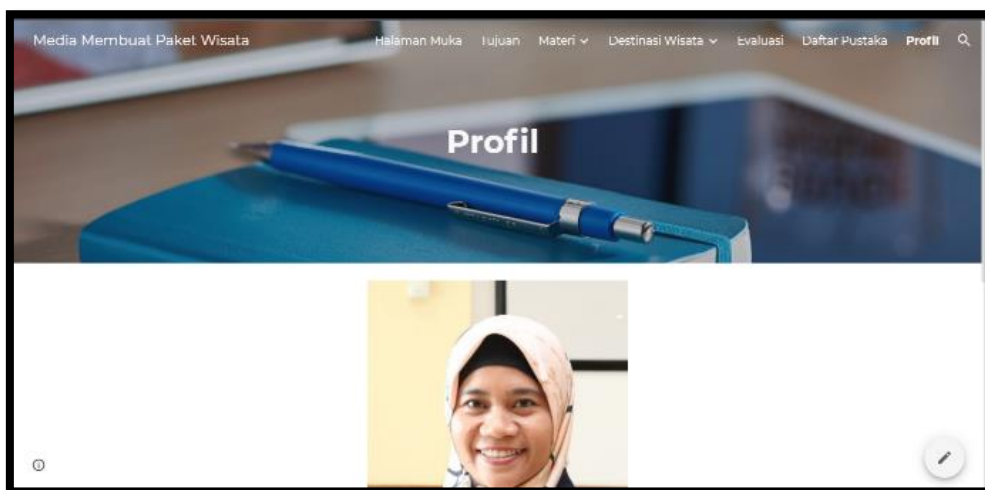 Media Membuat Paket Wisata
Halaman Muka Tujuan Materi Destinasi Wisata Evaluasi Daftar Pustaka Profil
Profil